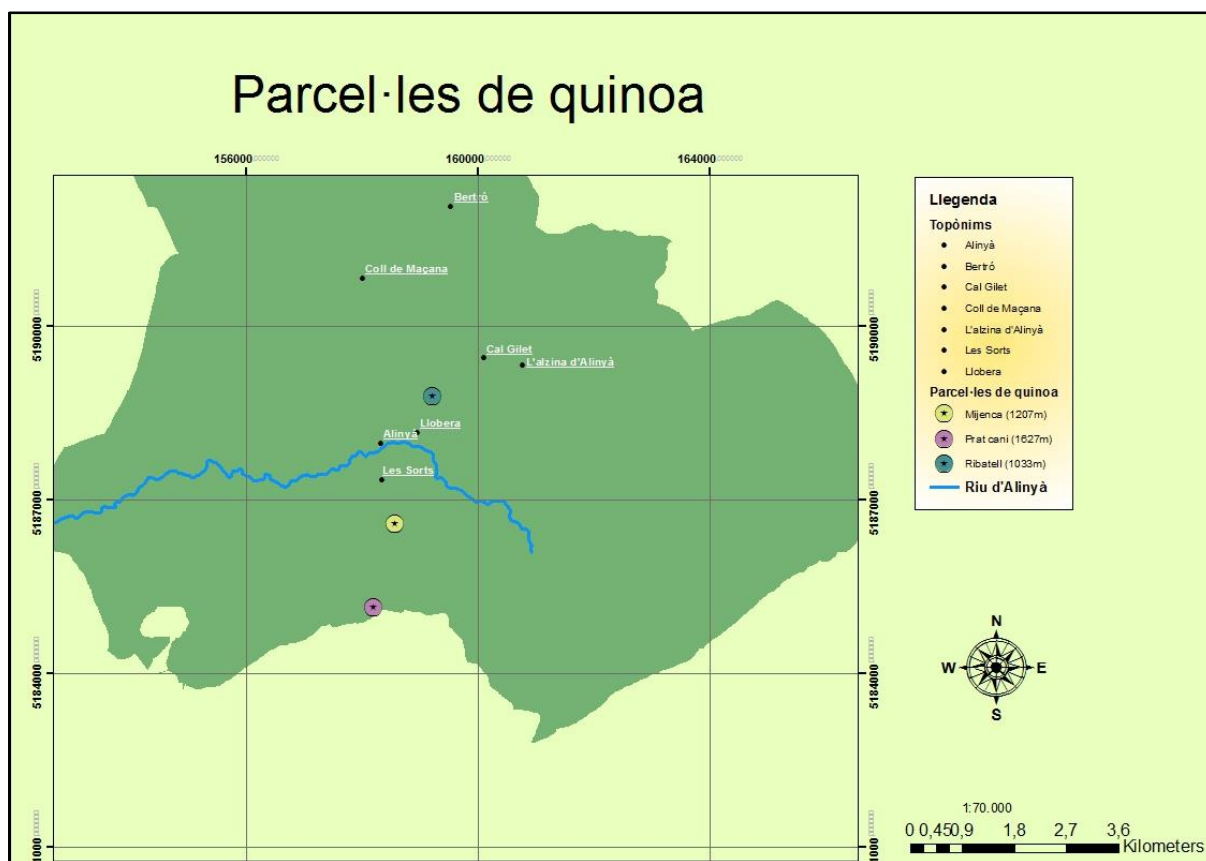 Parcel·les de quinoa
156000
160000
164000
Bertró
Coll de Maçana
5190000
5190000
Cal Gilet
L'alzina d'Alinyà
Llobera
Alinyà
Les Sorts
5187000
5187000
5184000
5184000
Llegenda
Topònims
Alinyà
Bertró
Cal Gilet
Coll de Maçana
L'alzina d'Alinyà
Les Sorts
Llobera
Parcel·les de quinoa
Mijenca (1207m)
Prat cani (1627m)
Ribatell (1033m)
Riu d'Alinyà
N
W
E
S
1:70.000
0 0,45 0,9 1,8 2,7 3,6
Kilometers